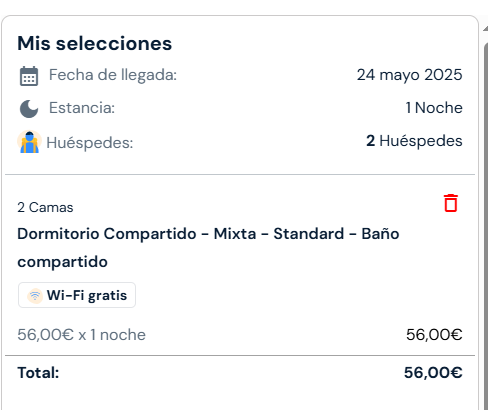 Mis selecciones
Fecha de llegada: 24 mayo 2025
Estancia: 1 Noche
Huéspedes: 2 Huéspedes
2 Camas
Dormitorio Compartido - Mixta - Standard - Baño
compartido
Wi-Fi gratis
56,00€ x 1 noche 56,00€
Total: 56,00€